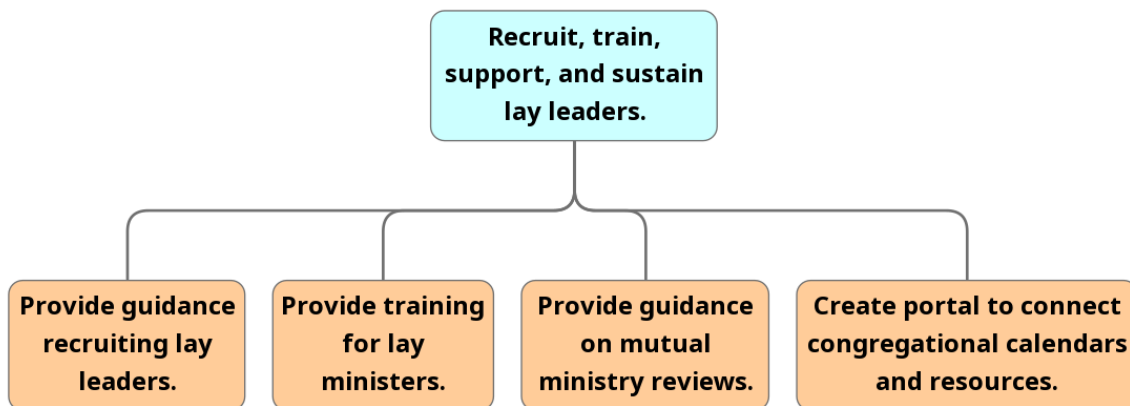 Recruit, train,
support, and sustain
lay leaders.
Provide guidance
recruiting lay
leaders.
Provide training
for lay
ministers.
Provide guidance
on mutual
ministry reviews.
Create portal to connect
congregational calendars
and resources.